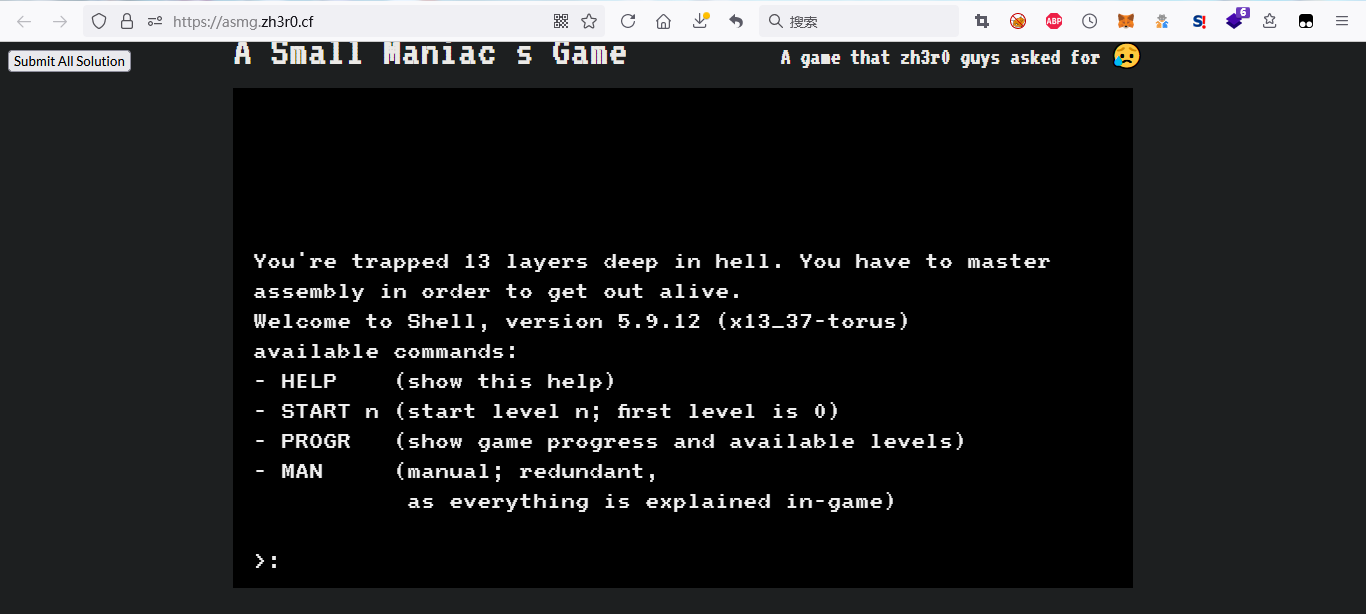 https://asmg.zh3r0.cf
搜索
ABP
S!
6
Submit All Solution
A Small Maniac s Game
A game that zh3r0 guys asked for 😥
You're trapped 13 layers deep in hell. You have to master
assembly in order to get out alive.
Welcome to Shell, version 5.9.12 (x13_37-torus)
available commands:
- HELP    (show this help)
- START n (start level n; first level is 0)
- PROGR   (show game progress and available levels)
- MAN     (manual; redundant,
as everything is explained in-game)
>: